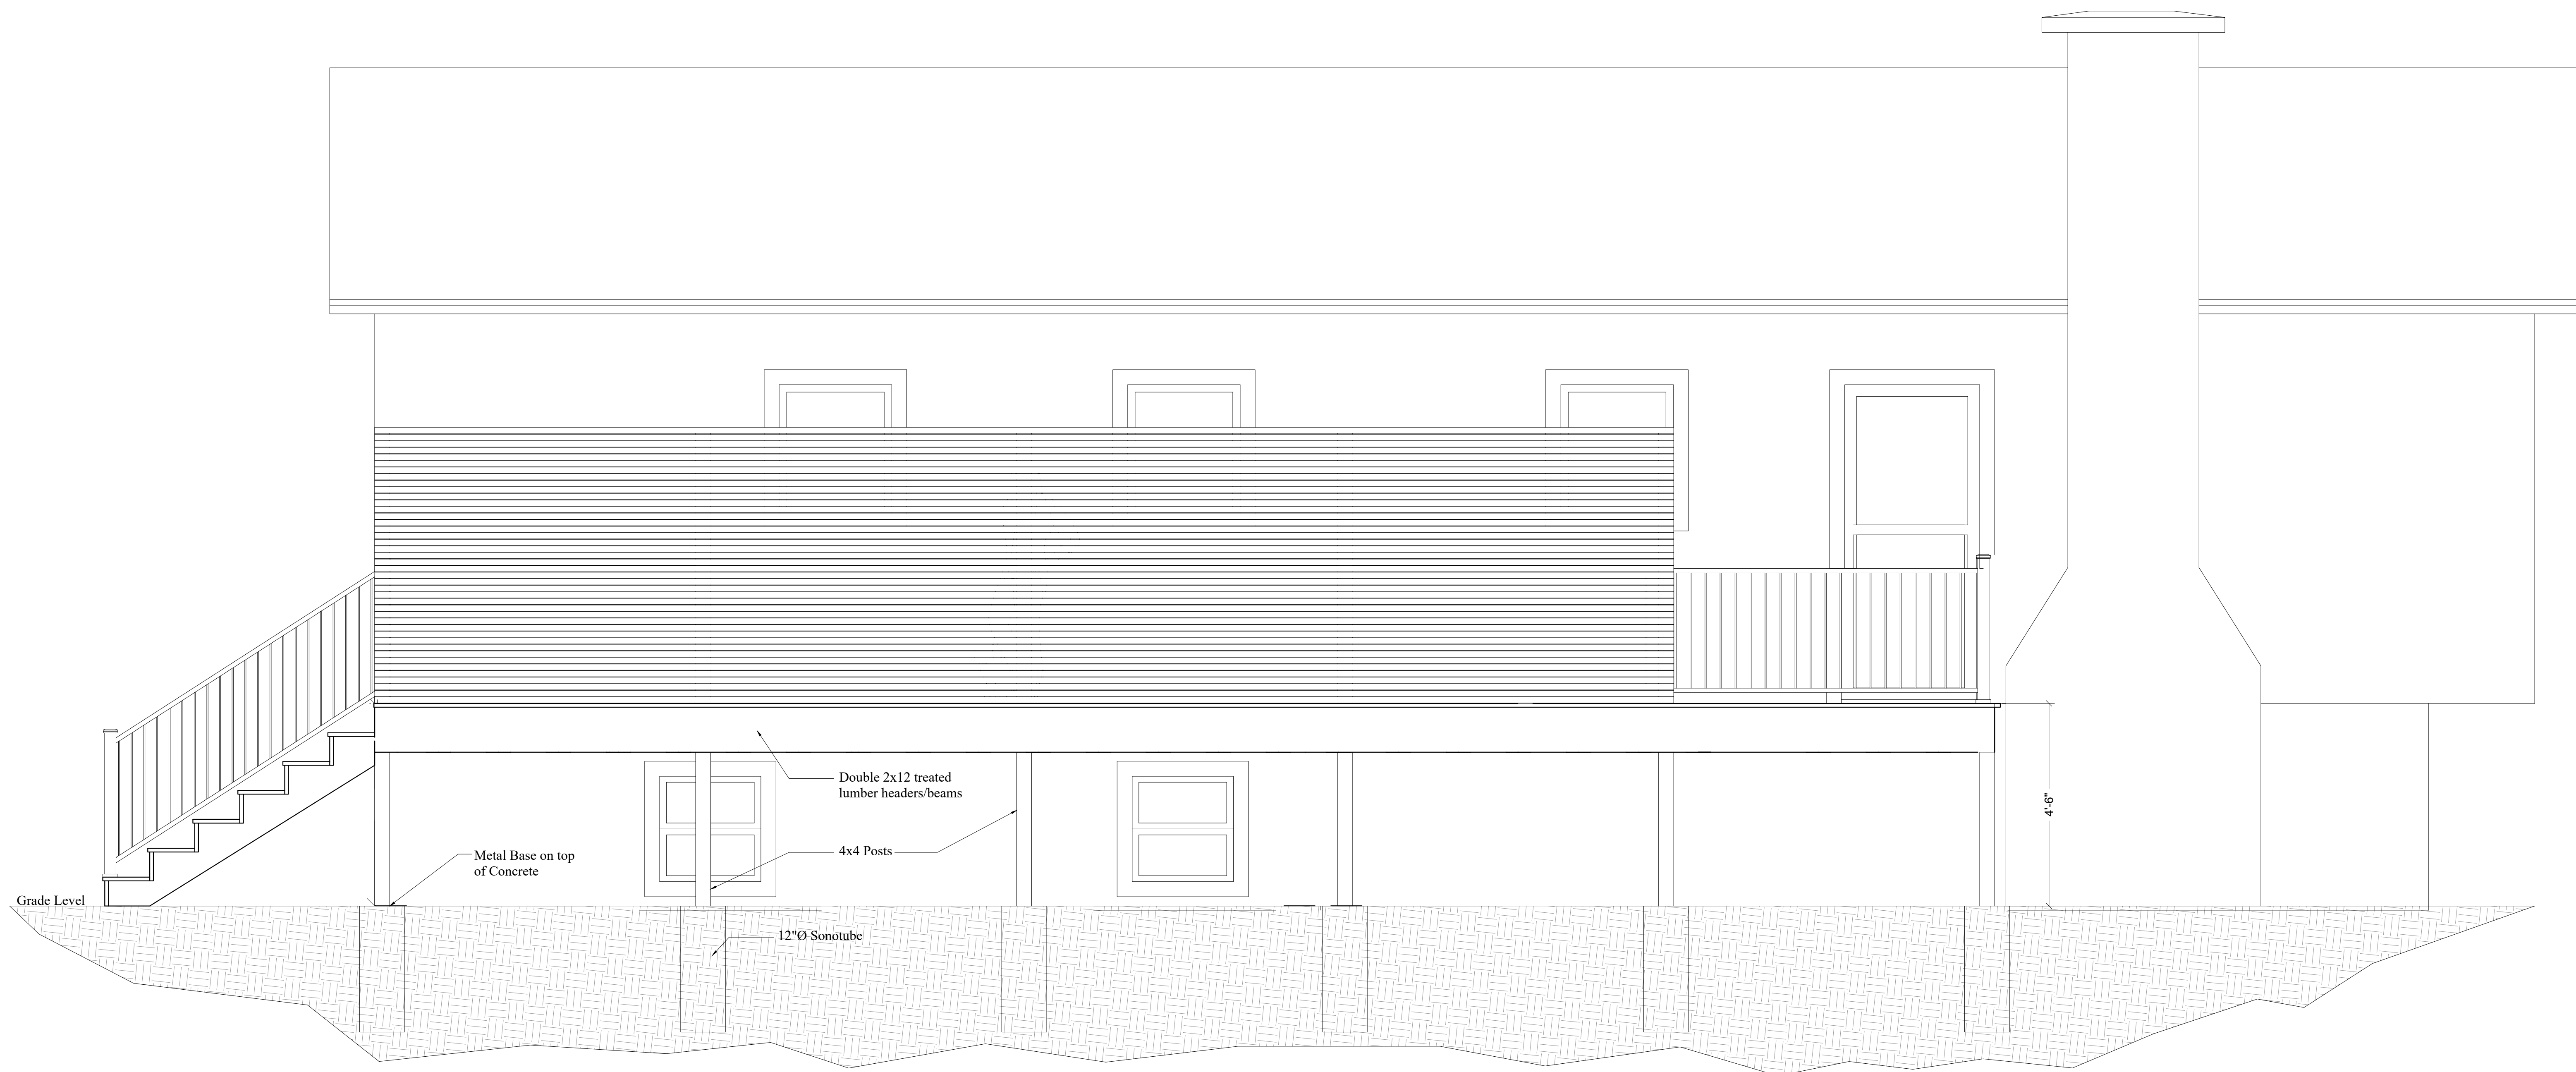 Double 2x12 treated
lumber headers/beams
4'-6"
4x4 Posts
Metal Base on top
of Concrete
Grade Level
12"Ø Sonotube